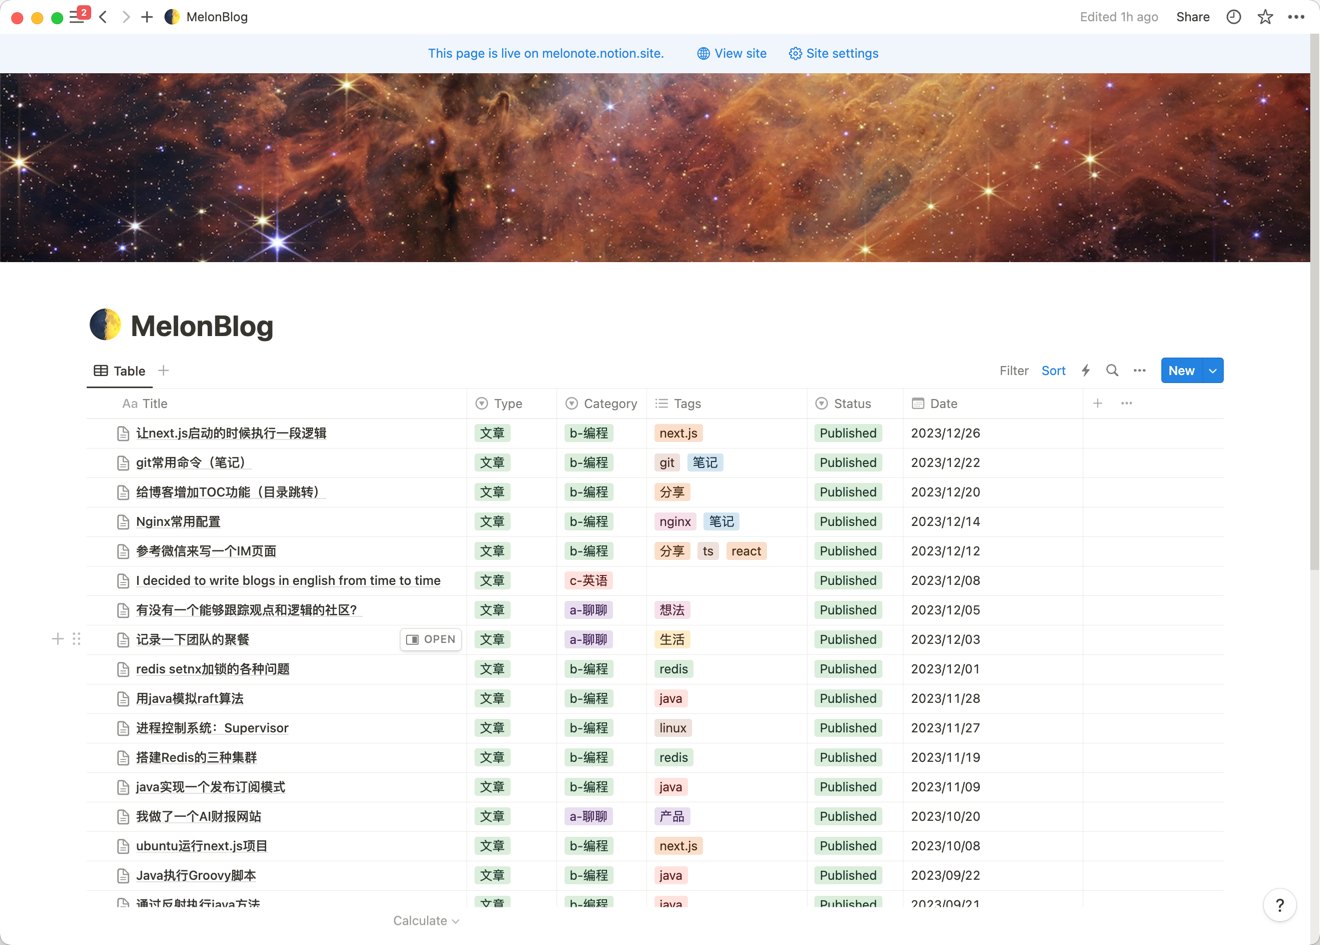 2
MelonBlog
Edited 1h ago
Share
This page is live on melonote.notion.site.
View site
Site settings
MelonBlog
Table
Filter
Sort
New
Aa Title
Type
Category
Tags
Status
Date
让next.js启动的时候执行一段逻辑 文章 b-编程 next.js Published 2023/12/26
git常用命令（笔记） 文章 b-编程 git 笔记 Published 2023/12/22
给博客增加TOC功能（目录跳转） 文章 b-编程 分享 Published 2023/12/20
Nginx常用配置 文章 b-编程 nginx 笔记 Published 2023/12/14
参考微信来写一个IM页面 文章 b-编程 分享 ts react Published 2023/12/12
I decided to write blogs in english from time to time 文章 c-英语 Published 2023/12/08
有没有一个能够跟踪观点和逻辑的社区? 文章 a-聊聊 想法 Published 2023/12/05
记录一下团队的聚餐 OPEN 文章 a-聊聊 生活 Published 2023/12/03
redis setnx加锁的各种问题 文章 b-编程 redis Published 2023/12/01
用java模拟raft算法 文章 b-编程 java Published 2023/11/28
进程控制系统：Supervisor 文章 b-编程 linux Published 2023/11/27
搭建Redis的三种集群 文章 b-编程 redis Published 2023/11/19
java实现一个发布订阅模式 文章 b-编程 java Published 2023/11/09
我做了一个AI财报网站 文章 a-聊聊 产品 Published 2023/10/20
ubuntu运行next.js项目 文章 b-编程 next.js Published 2023/10/08
Java执行Groovy脚本 文章 b-编程 java Published 2023/09/22
通过反射执行java方法 文章 b-编程 java Published 2023/09/21
Calculate
?